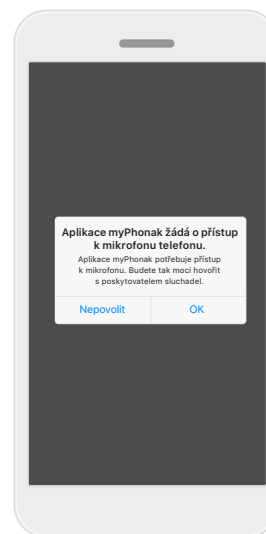 Aplikace myPhonak žádá o přístup
k mikrofonu telefonu.
Aplikace myPhonak potřebuje přístup
k mikrofonu. Budete tak moci hovořit
s poskytovatelem sluchadel.
Nepovolit
OK